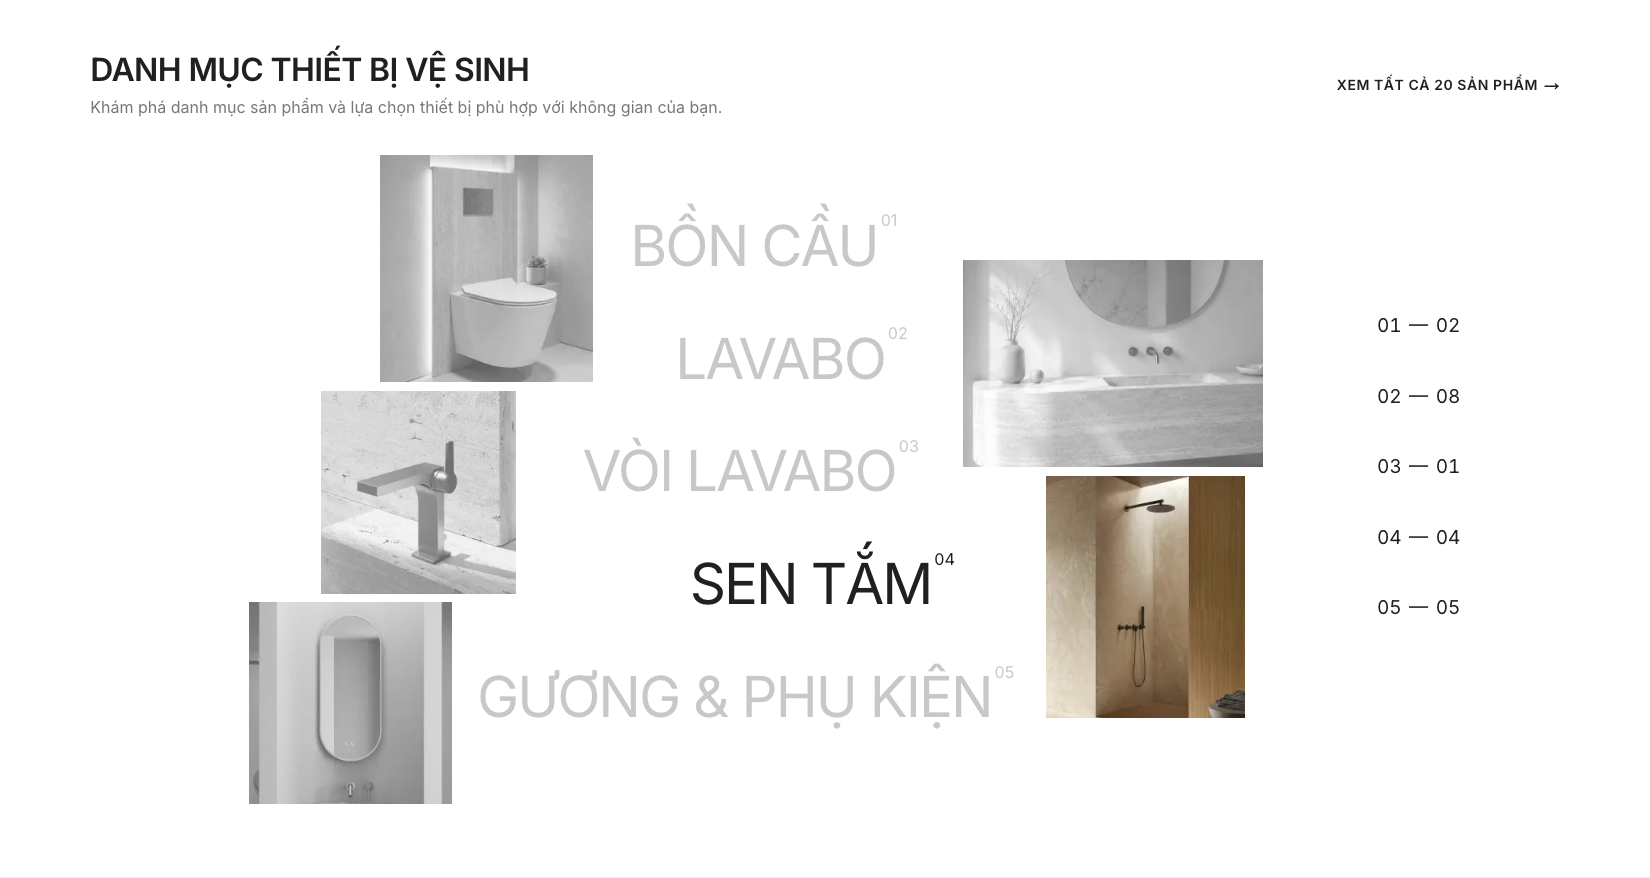 DANH MỤC THIẾT BỊ VỆ SINH
Khám phá danh mục sản phẩm và lựa chọn thiết bị phù hợp với không gian của bạn.
XEM TẤT CẢ 20 SẢN PHẨM →
BỒN CẦU 01
LAVABO 02
VÒI LAVABO 03
SEN TẮM 04
GƯƠNG & PHỤ KIỆN 05
01 — 02
02 — 08
03 — 01
04 — 04
05 — 05